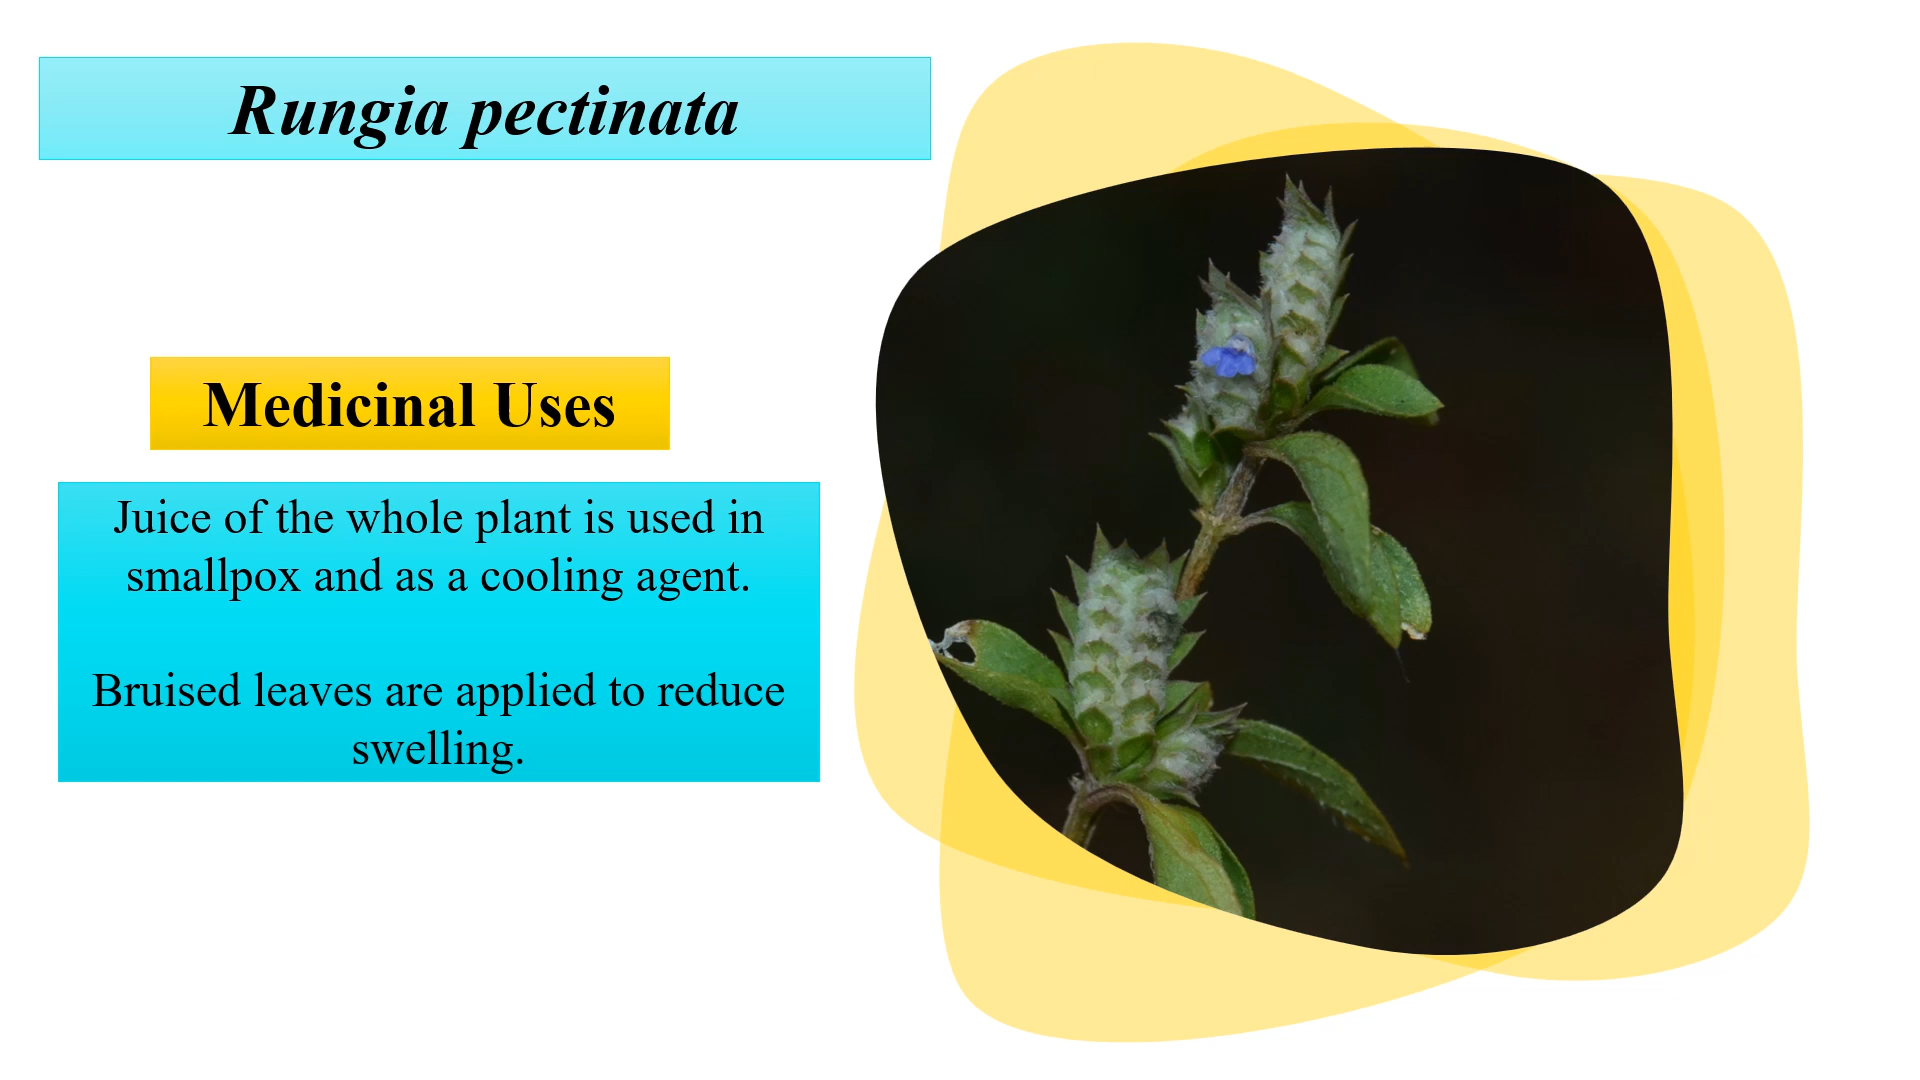 Rungia pectinata
Medicinal Uses
Juice of the whole plant is used in
smallpox and as a cooling agent.
Bruised leaves are applied to reduce
swelling.